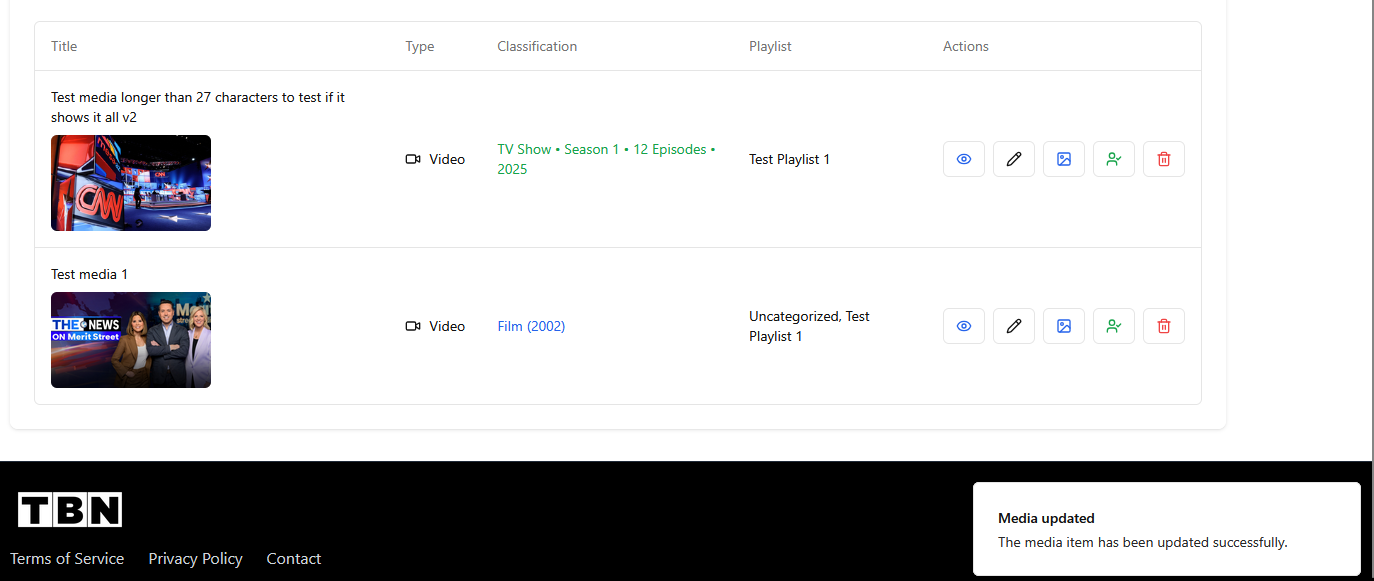 Title Type Classification Playlist Actions
Test media longer than 27 characters to test if it
shows it all v2
CNN
CNN
Video
TV Show • Season 1 • 12 Episodes •
2025
Test Playlist 1
Test media 1
THE NEWS
ON Merit Street
Video
Film (2002)
Uncategorized, Test
Playlist 1
TBN
Terms of Service Privacy Policy Contact
Media updated
The media item has been updated successfully.